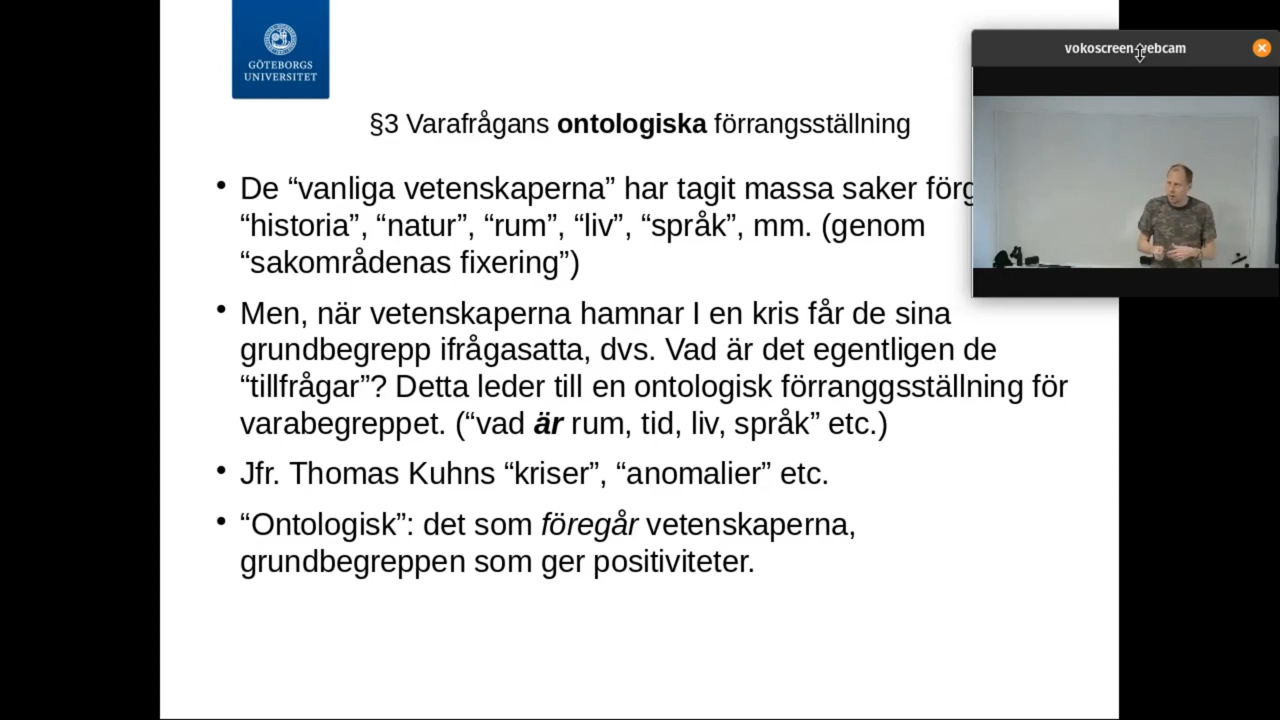 GÖTEBORGS
UNIVERSITET
vokoscreen webcam
§3 Varafrågans ontologiska förrangsställning
• De “vanliga vetenskaperna” har tagit massa saker förg
“historia”, “natur”, “rum”, “liv”, “språk”, mm. (genom
“sakområdenas fixering”)
• Men, när vetenskaperna hamnar I en kris får de sina
grundbegrepp ifrågasatta, dvs. Vad är det egentligen de
“tillfrågar”? Detta leder till en ontologisk förranggsställning för
varabegreppet. (“vad är rum, tid, liv, språk” etc.)
• Jfr. Thomas Kuhns “kriser”, “anomalier” etc.
• “Ontologisk”: det som föregår vetenskaperna,
grundbegreppen som ger positiviteter.